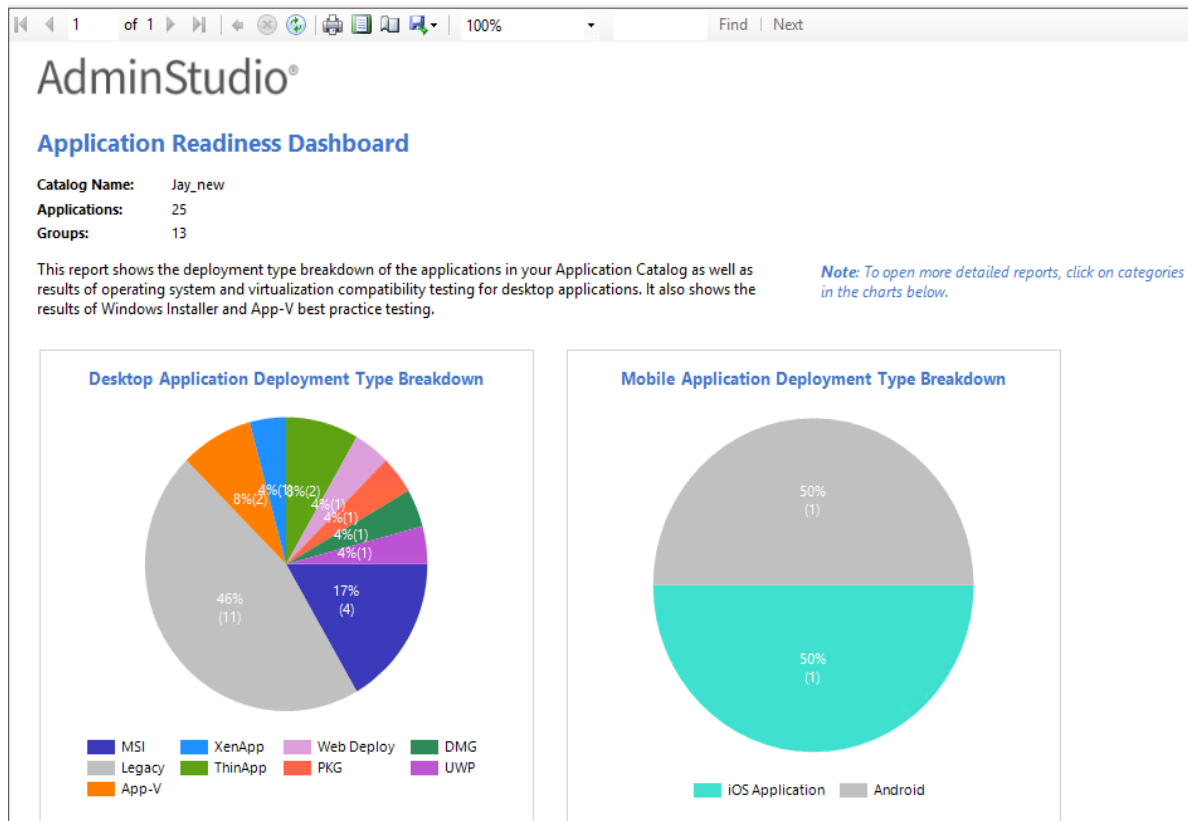 1 of 1 100% Find | Next
AdminStudio®
Application Readiness Dashboard
Catalog Name: Jay_new
Applications: 25
Groups: 13
This report shows the deployment type breakdown of the applications in your Application Catalog as well as
results of operating system and virtualization compatibility testing for desktop applications. It also shows the
results of Windows Installer and App-V best practice testing.
Note: To open more detailed reports, click on categories
in the charts below.
Desktop Application Deployment Type Breakdown
8%(2)
4%(1
8%(2)
4%(1)
4%(1)
4%(1)
4%(1)
17%
(4)
46%
(11)
MSI XenApp Web Deploy DMG
Legacy ThinApp PKG UWP
App-V
Mobile Application Deployment Type Breakdown
50%
(1)
50%
(1)
iOS Application Android